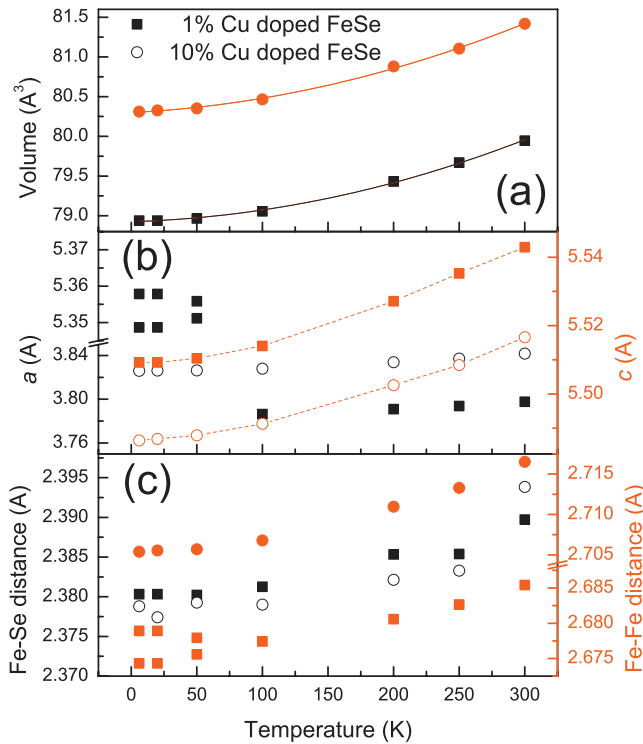 1% Cu doped FeSe
10% Cu doped FeSe
81.5
81.0
80.5
80.0
79.5
79.0
Volume (A³)
(a)
(b)
5.37
5.36
5.35
3.84
3.80
3.76
a (A)
5.54
5.52
5.51
5.50
c (A)
(c)
2.395
2.390
2.385
2.380
2.375
2.370
Fe-Se distance (A)
2.715
2.710
2.705
2.685
2.680
2.675
Fe-Fe distance (A)
0 50 100 150 200 250 300
Temperature (K)